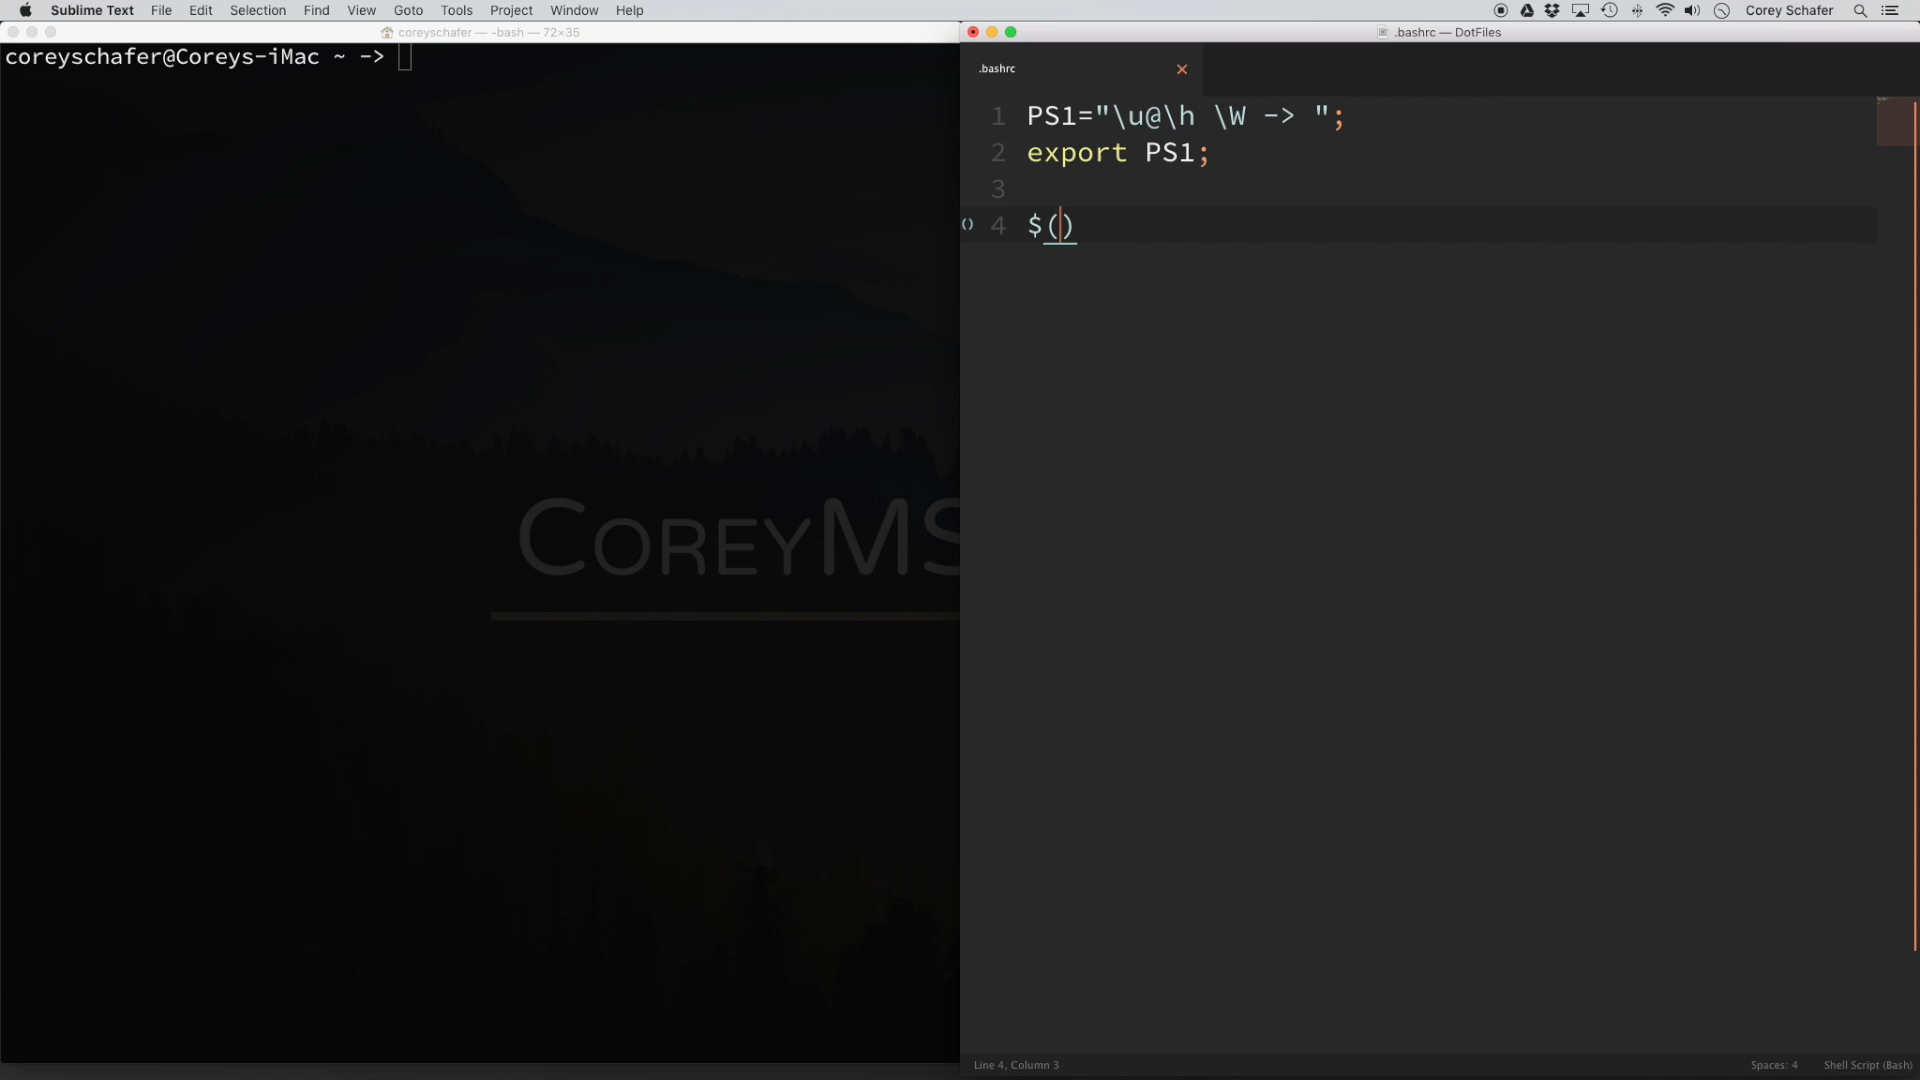 Sublime Text File Edit Selection Find View Goto Tools Project Window Help Corey Schafer
coreyschafer — -bash — 72×35
coreyschafer@Coreys-iMac ~ ->
COREYMS
.bashrc — DotFiles
.bashrc
1 PS1="\u@\h \W -> ";
2 export PS1;
3
4 $()
Line 4, Column 3
Spaces: 4 Shell Script (Bash)